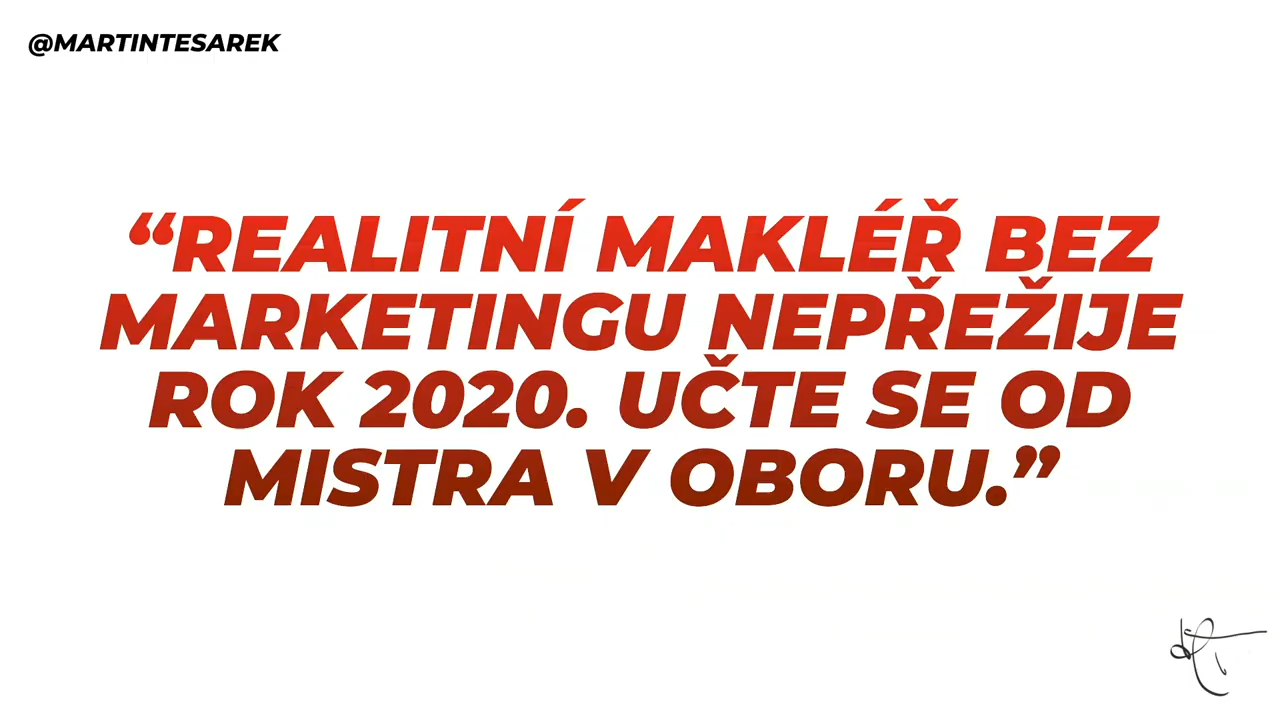 @MARTINTESAREK
“REALITNÍ MAKLÉŘ BEZ
MARKETINGU NEPŘEŽIJE
ROK 2020. UČTE SE OD
MISTRA V OBORU.”